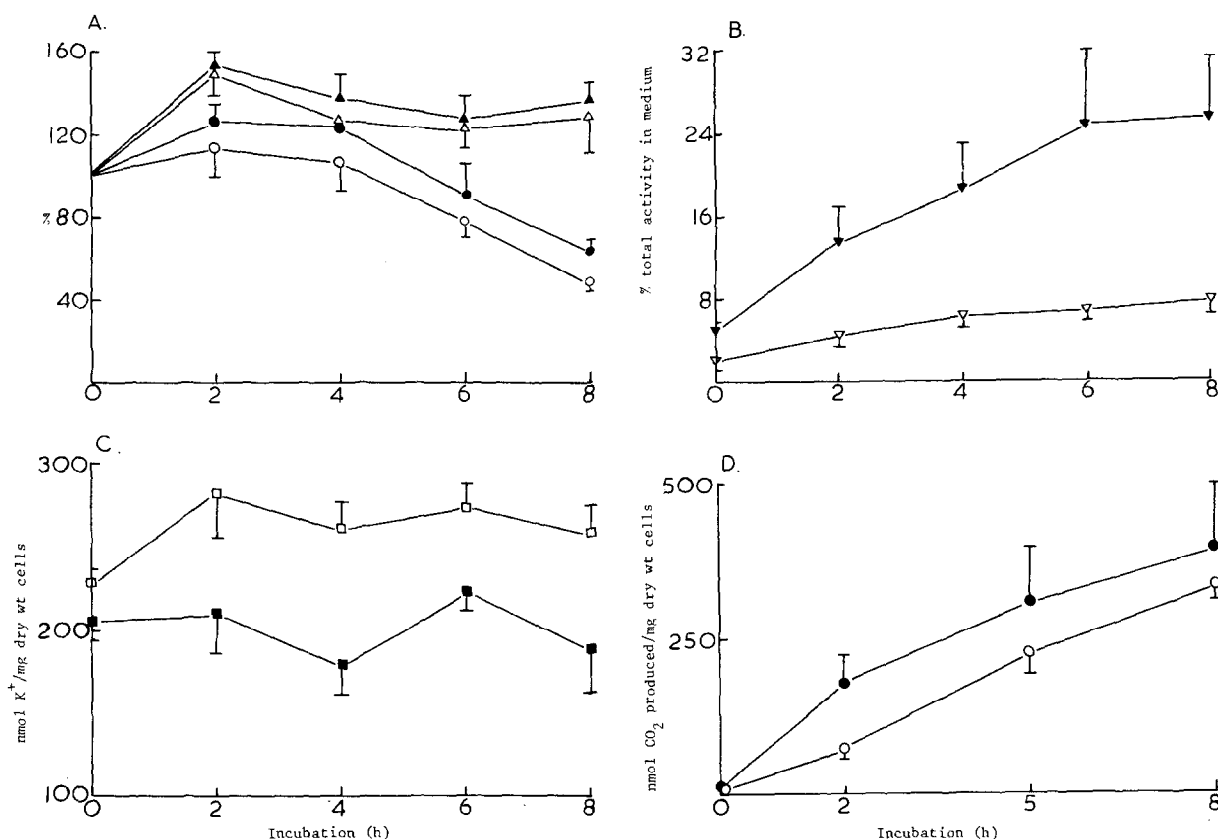 A.
160
120
%
80
40
0 2 4 6 8
B.
% total activity in medium
32
24
16
8
0 2 4 6 8
C.
nmol K+/mg dry wt cells
300
200
100
0 2 4 6 8
Incubation (h)
D.
nmol CO2 produced/mg dry wt cells
500
250
0 2 5 8
Incubation (h)